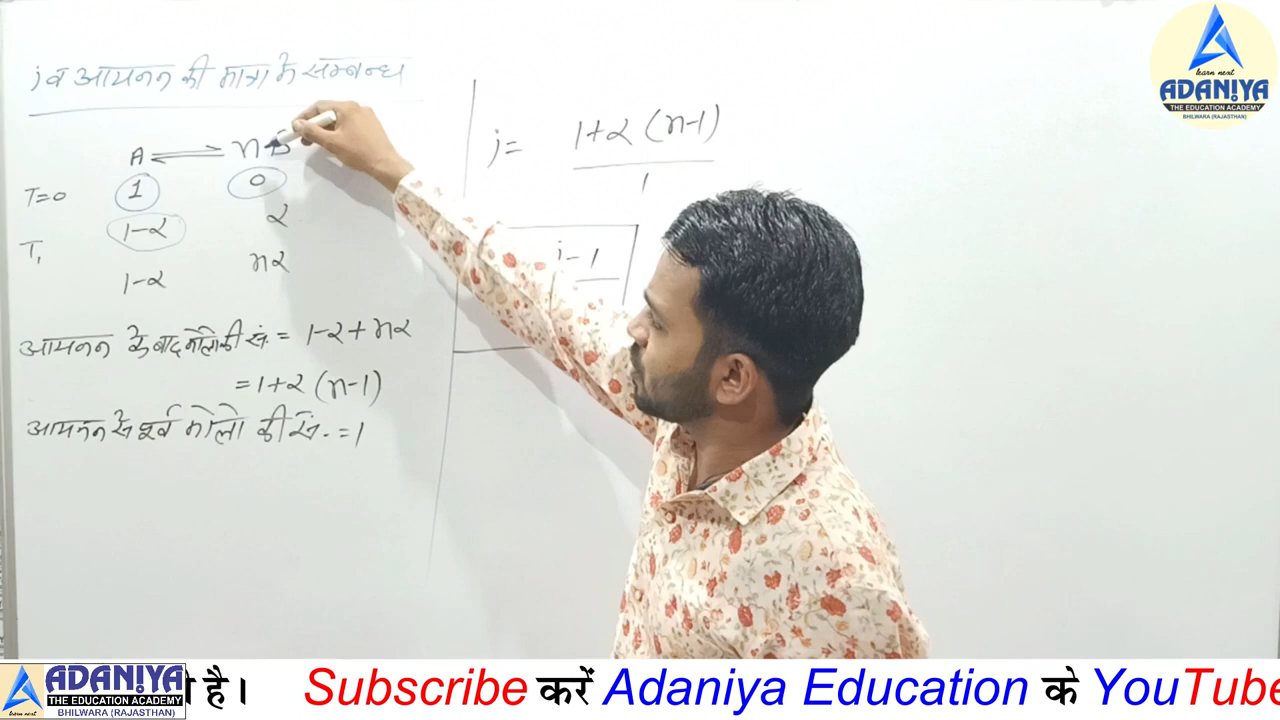 i व आयनन की मात्रा के सम्बन्ध
A ⇌ n
T=0 1 0
1-α α
T₁ nα
1-α
आयनन के बाद मोलो की सं. = 1-α+nα
=1+α (n-1)
आयनन से पूर्व मोलो की सं. =1
i= 1+α (n-1)
1
i-1
learn next
ADANIYA
THE EDUCATION ACADEMY
BHILWARA (RAJASTHAN)
learn next
ADANIYA
THE EDUCATION ACADEMY
BHILWARA (RAJASTHAN)
है। Subscribe करें Adaniya Education के YouTube